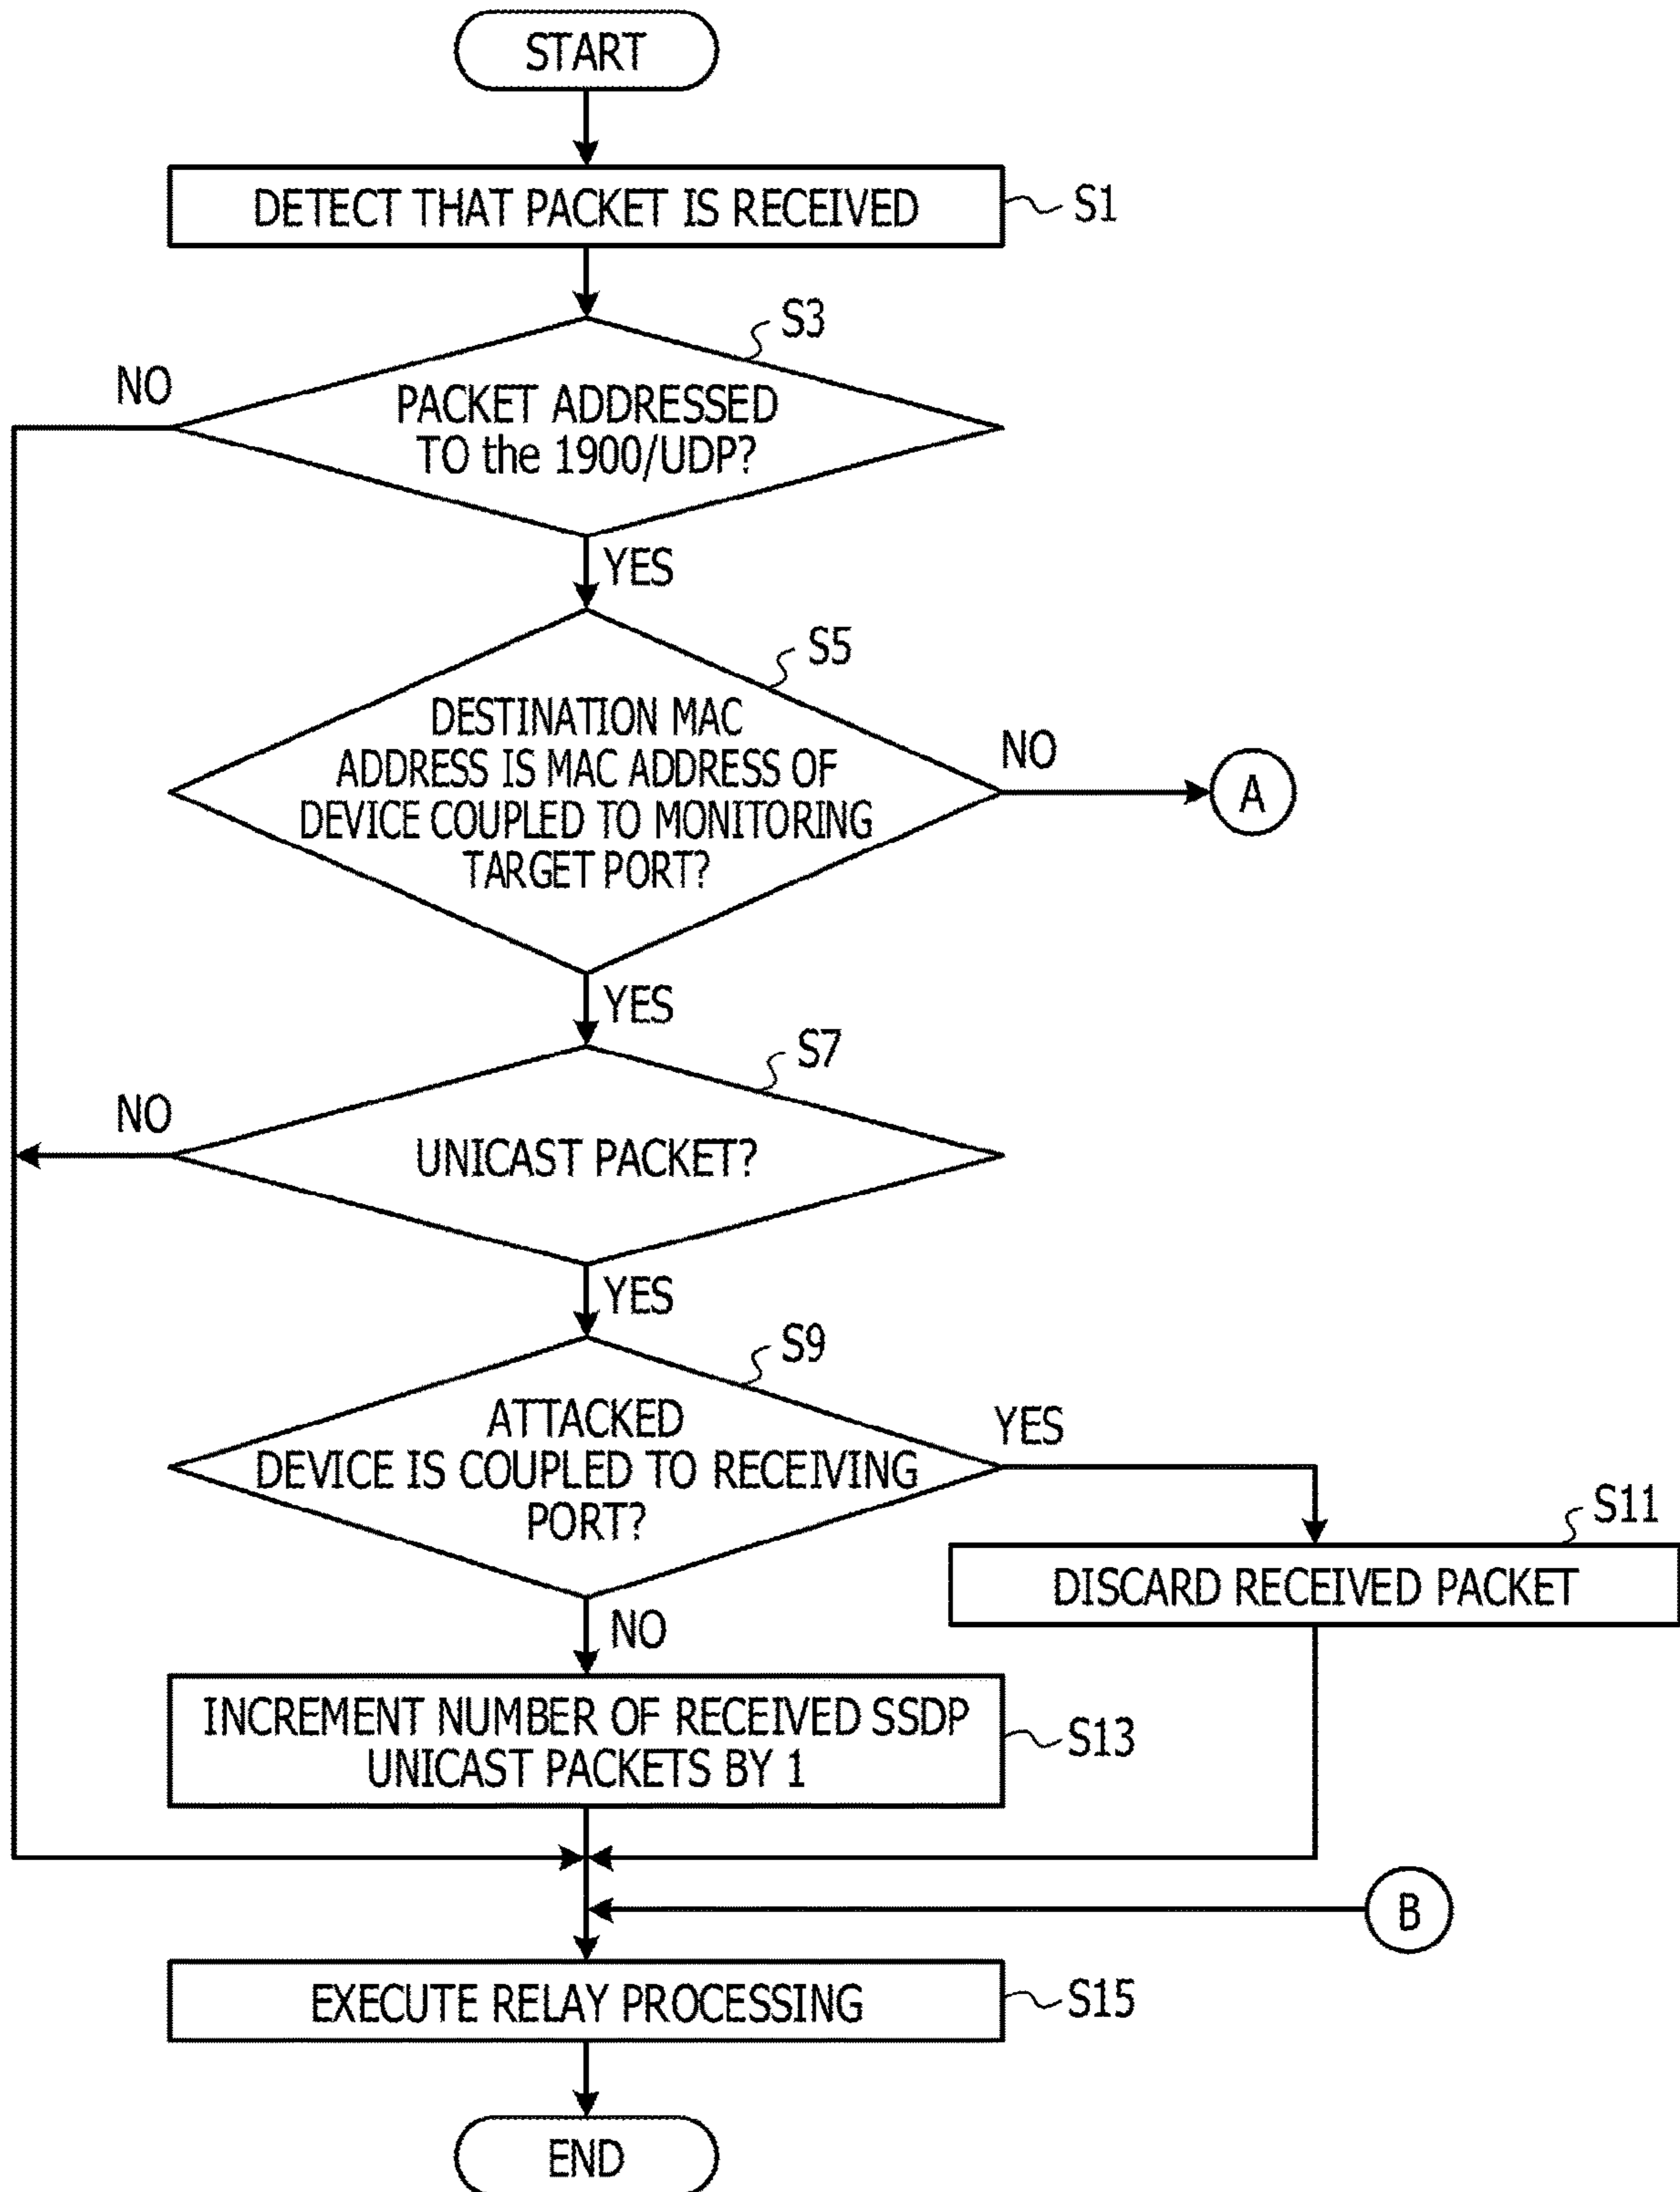 START
DETECT THAT PACKET IS RECEIVED
S1
S3
NO
PACKET ADDRESSED
TO the 1900/UDP?
YES
S5
DESTINATION MAC
ADDRESS IS MAC ADDRESS OF
DEVICE COUPLED TO MONITORING
TARGET PORT?
NO
A
YES
S7
NO
UNICAST PACKET?
YES
S9
ATTACKED
DEVICE IS COUPLED TO RECEIVING
PORT?
YES
S11
DISCARD RECEIVED PACKET
NO
INCREMENT NUMBER OF RECEIVED SSDP
UNICAST PACKETS BY 1
S13
B
EXECUTE RELAY PROCESSING
S15
END